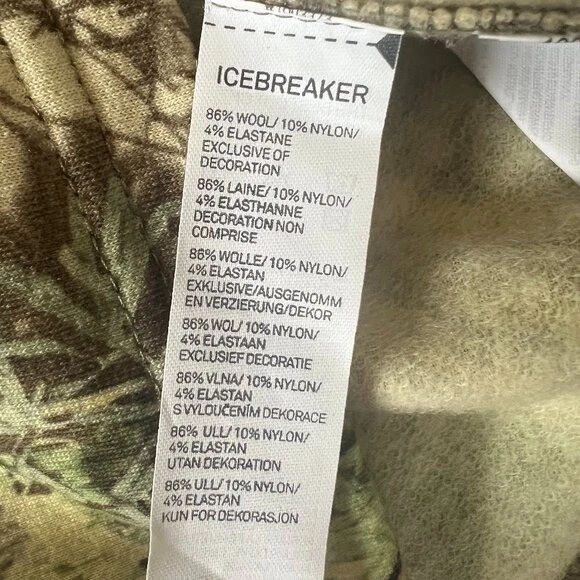 ICEBREAKER
86% WOOL/ 10% NYLON/
4% ELASTANE
EXCLUSIVE OF
DECORATION
86% LAINE/ 10% NYLON/
4% ELASTHANNE
DECORATION NON
COMPRISE
86% WOLLE/ 10% NYLON/
4% ELASTAN
EXKLUSIVE/AUSGENOMM
EN VERZIERUNG/DEKOR
86% WOL/ 10% NYLON/
4% ELASTAAN
EXCLUSIEF DECORATIE
86% VLNA/ 10% NYLON/
4% ELASTAN
S VYLOUČENÍM DEKORACE
86% ULL/ 10% NYLON/
4% ELASTAN
UTAN DEKORATION
86% ULL/ 10% NYLON/
4% ELASTAN
KUN FOR DEKORASJON